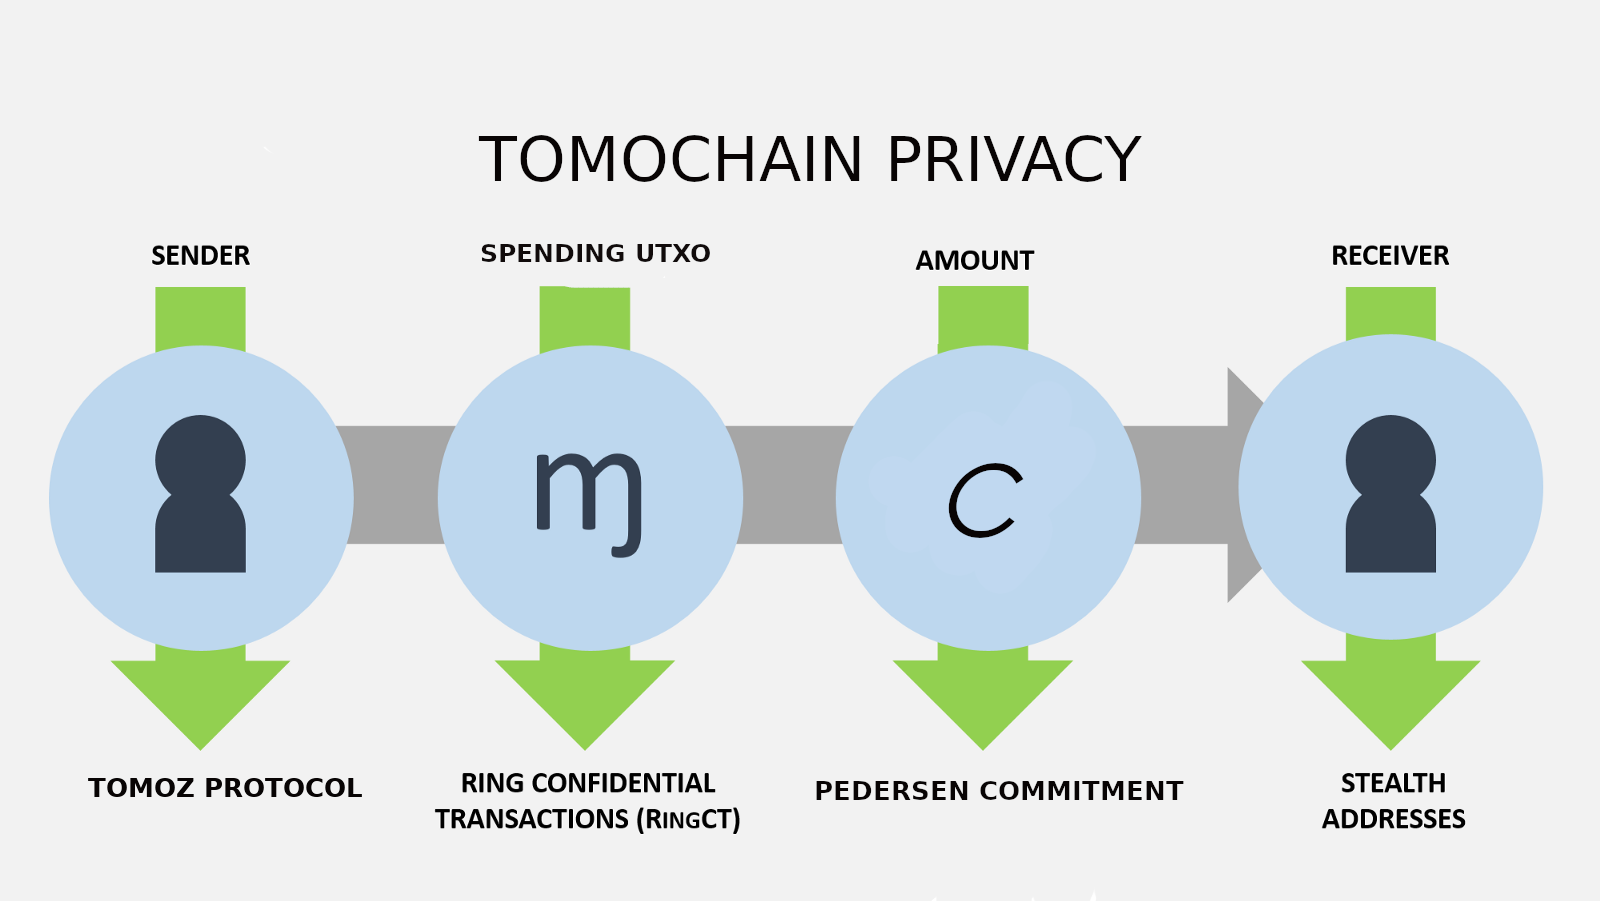 TOMOCHAIN PRIVACY
SENDER
SPENDING UTXO
AMOUNT
RECEIVER
ɱ
C
TOMOZ PROTOCOL
RING CONFIDENTIAL
TRANSACTIONS (RINGCT)
PEDERSEN COMMITMENT
STEALTH
ADDRESSES